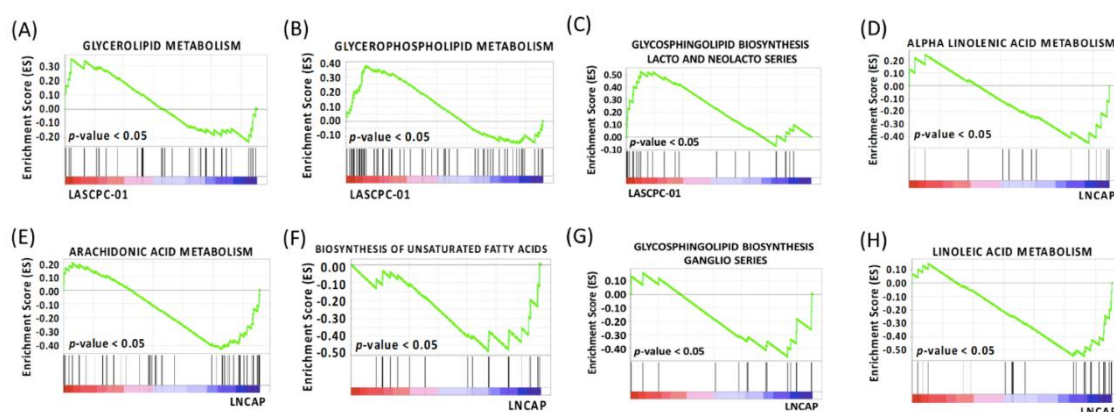 (A)
GLYCEROLIPID METABOLISM
Enrichment Score (ES)
0.30
0.20
0.10
0.00
-0.10
-0.20
p-value < 0.05
LASCPC-01
(B)
GLYCEROPHOSPHOLIPID METABOLISM
Enrichment Score (ES)
0.30
0.20
0.10
0.00
-0.10
p-value < 0.05
LASCPC-01
(C)
GLYCOSPHINGOLIPID BIOSYNTHESIS
LACTO AND NEOLACTO SERIES
Enrichment Score (ES)
0.50
0.40
0.30
0.20
0.10
0.00
-0.10
p-value < 0.05
LASCPC-01
(D)
ALPHA LINOLENIC ACID METABOLISM
Enrichment Score (ES)
0.20
0.10
0.00
-0.10
-0.20
-0.30
-0.40
p-value < 0.05
LNCAP
(E)
ARACHIDONIC ACID METABOLISM
Enrichment Score (ES)
0.20
0.10
0.00
-0.10
-0.20
-0.30
-0.40
p-value < 0.05
LNCAP
(F)
BIOSYNTHESIS OF UNSATURATED FATTY ACIDS
Enrichment Score (ES)
0.00
-0.10
-0.20
-0.30
-0.40
-0.50
p-value < 0.05
LNCAP
(G)
GLYCOSPHINGOLIPID BIOSYNTHESIS
GANGLIO SERIES
Enrichment Score (ES)
0.10
0.00
-0.10
-0.20
-0.30
-0.40
p-value < 0.05
LNCAP
(H)
LINOLEIC ACID METABOLISM
Enrichment Score (ES)
0.10
0.00
-0.10
-0.20
-0.30
-0.40
-0.50
p-value < 0.05
LNCAP